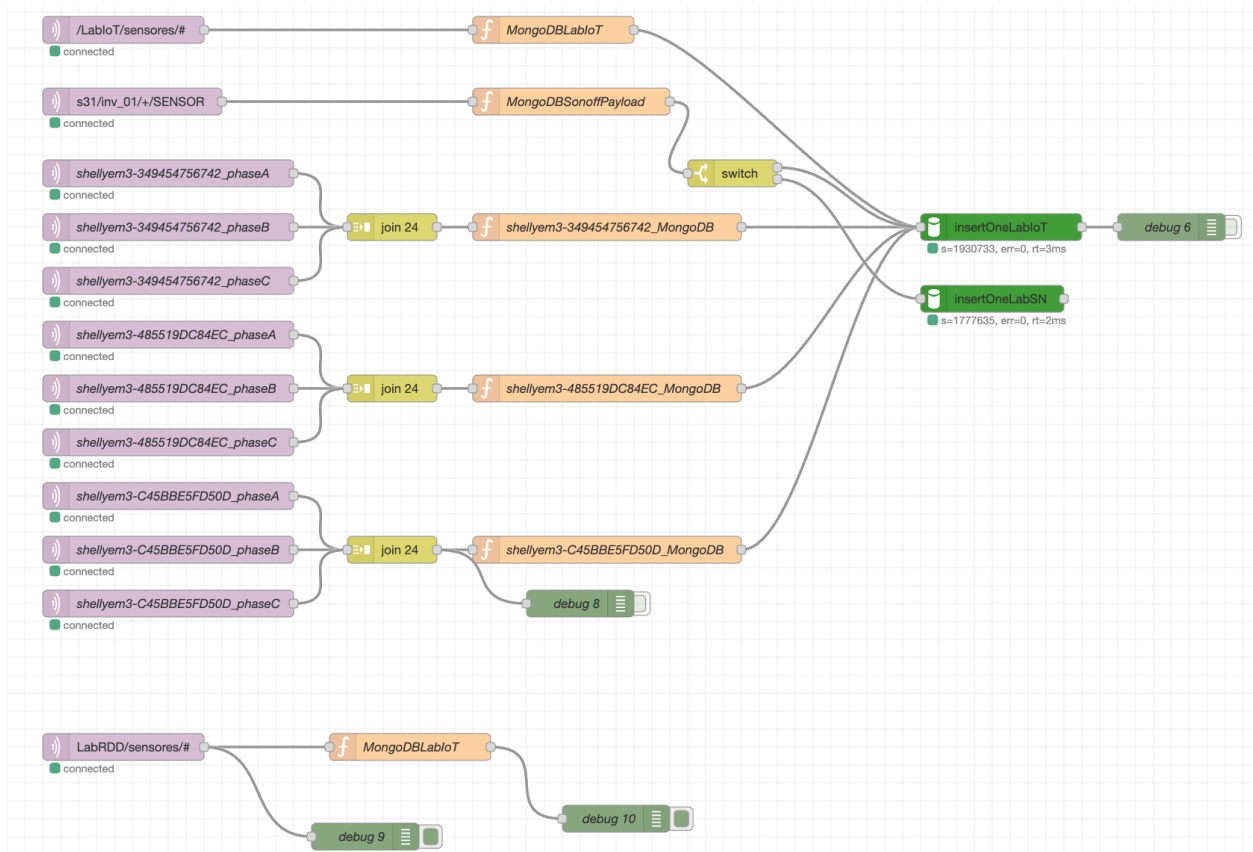 /LabIoT/sensores/#
MongoDBLabIoT
connected
s31/inv_01/+/SENSOR
MongoDBSonoffPayload
connected
shellyem3-349454756742_phaseA
switch
connected
shellyem3-349454756742_phaseB
join 24
shellyem3-349454756742_MongoDB
insertOneLabIoT
debug 6
connected
s=1930733, err=0, rt=3ms
shellyem3-349454756742_phaseC
connected
insertOneLabSN
s=1777635, err=0, rt=2ms
shellyem3-485519DC84EC_phaseA
connected
shellyem3-485519DC84EC_phaseB
join 24
shellyem3-485519DC84EC_MongoDB
connected
shellyem3-485519DC84EC_phaseC
connected
shellyem3-C45BBE5FD50D_phaseA
connected
shellyem3-C45BBE5FD50D_phaseB
join 24
shellyem3-C45BBE5FD50D_MongoDB
connected
shellyem3-C45BBE5FD50D_phaseC
debug 8
connected
LabRDD/sensores/#
MongoDBLabIoT
connected
debug 10
debug 9